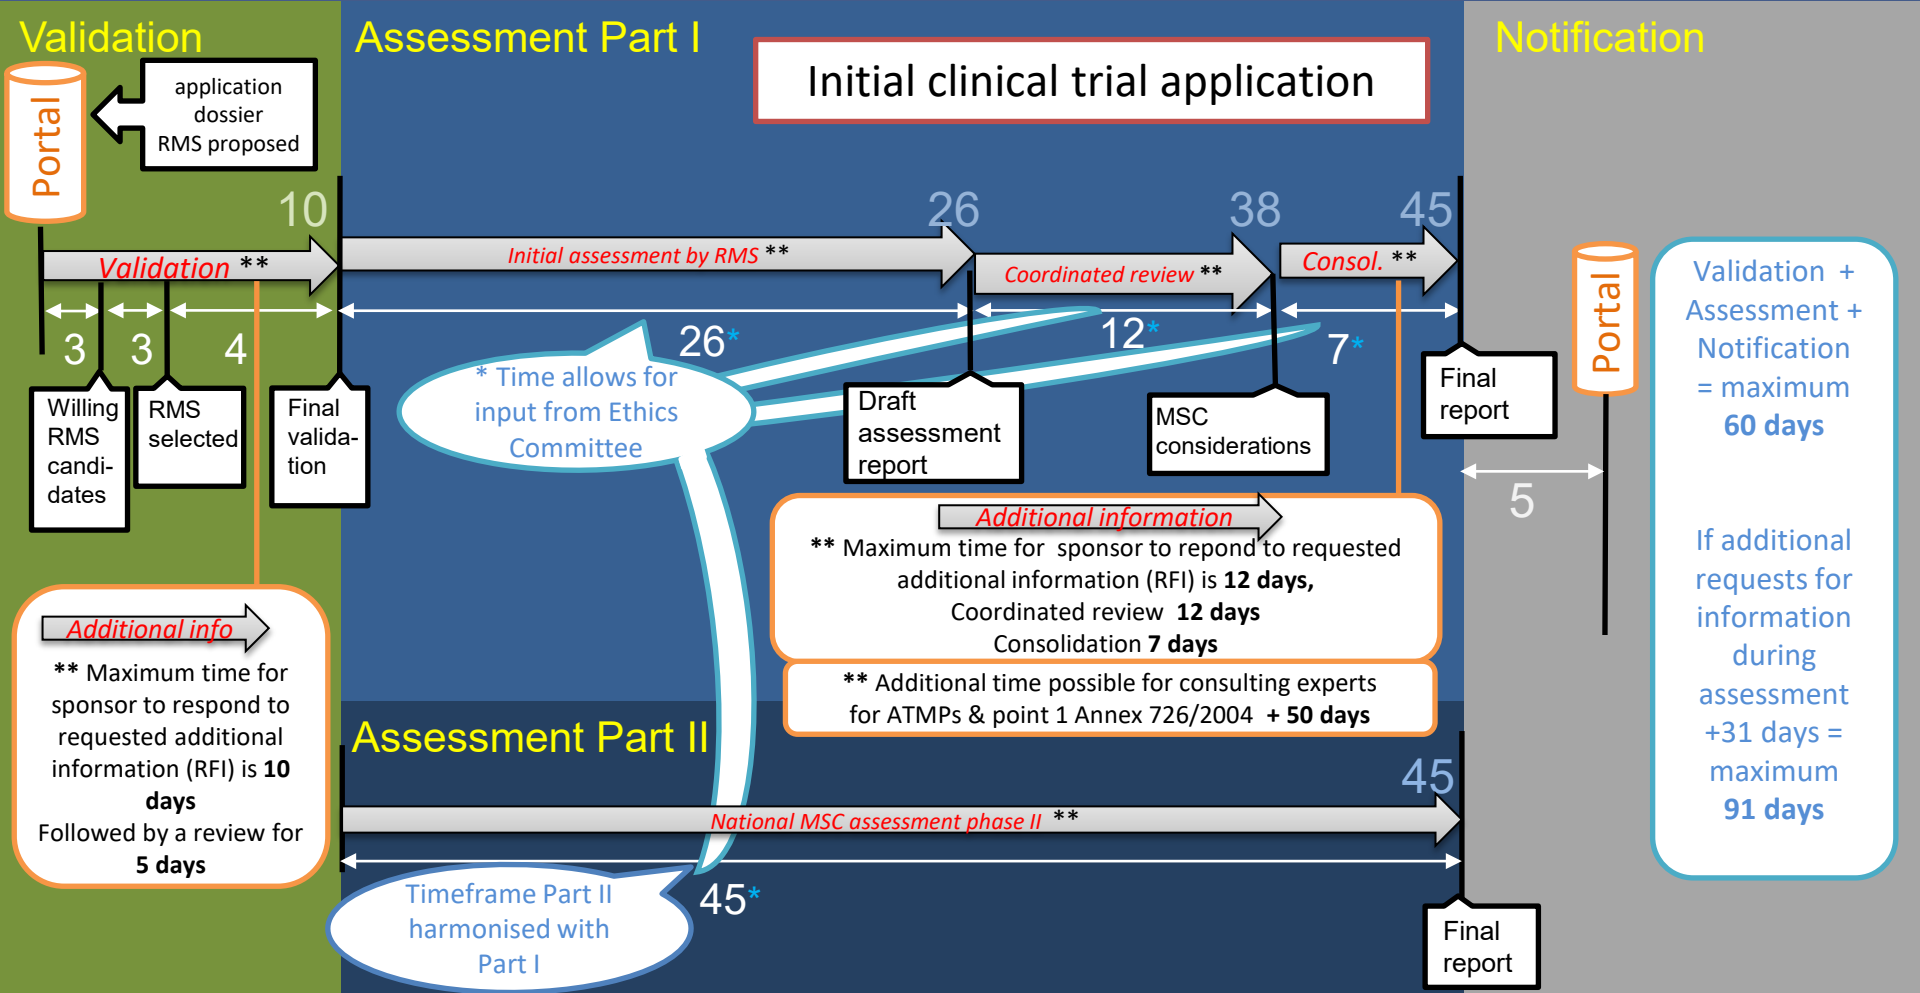 Validation
Assessment Part I
Notification
Initial clinical trial application
Portal
application
dossier
RMS proposed
10
26
38
45
Validation **
Initial assessment by RMS **
Coordinated review **
Consol. **
3
3
4
26*
12*
7*
Willing
RMS
candi-
dates
RMS
selected
Final
valida-
tion
* Time allows for
input from Ethics
Committee
Draft
assessment
report
MSC
considerations
Final
report
5
Portal
Validation +
Assessment +
Notification
= maximum
60 days
If additional
requests for
information
during
assessment
+31 days =
maximum
91 days
Additional info
** Maximum time for
sponsor to respond to
requested additional
information (RFI) is 10
days
Followed by a review for
5 days
Additional information
** Maximum time for sponsor to repond to requested
additional information (RFI) is 12 days,
Coordinated review 12 days
Consolidation 7 days
** Additional time possible for consulting experts
for ATMPs & point 1 Annex 726/2004 + 50 days
Assessment Part II
45
National MSC assessment phase II **
45*
Timeframe Part II
harmonised with
Part I
Final
report